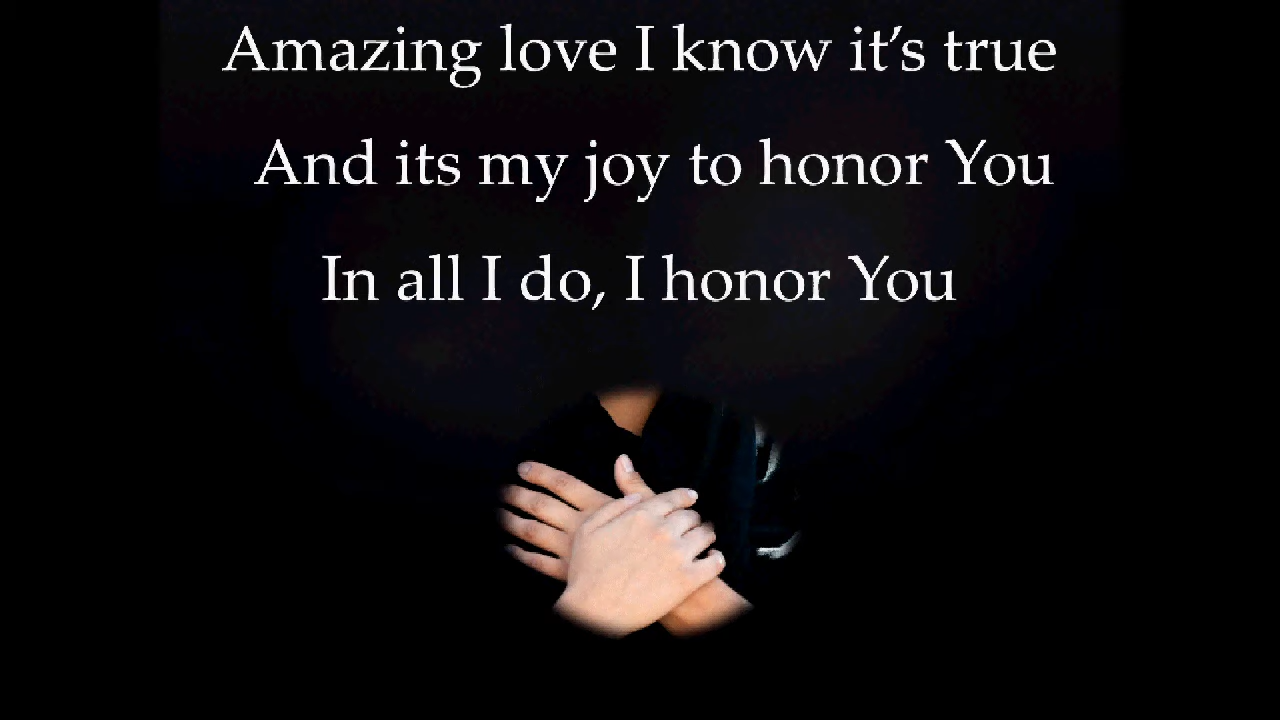 Amazing love I know it’s true
And its my joy to honor You
In all I do, I honor You